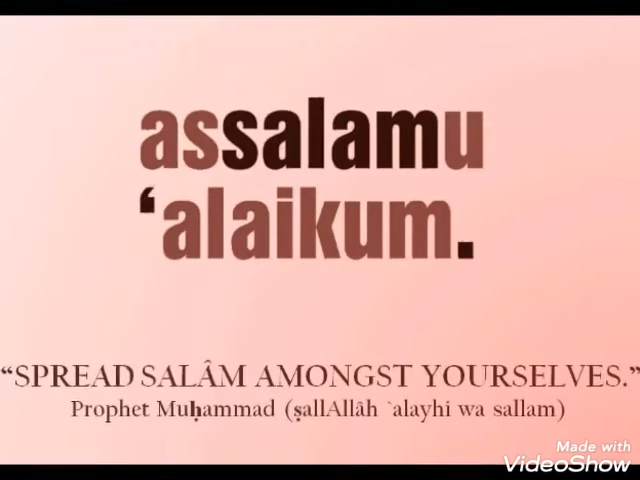 assalamu
‘alaikum.
“SPREAD SALÂM AMONGST YOURSELVES.”
Prophet Muḥammad (ṣallAllâh `alayhi wa sallam)
Made with
VideoShow